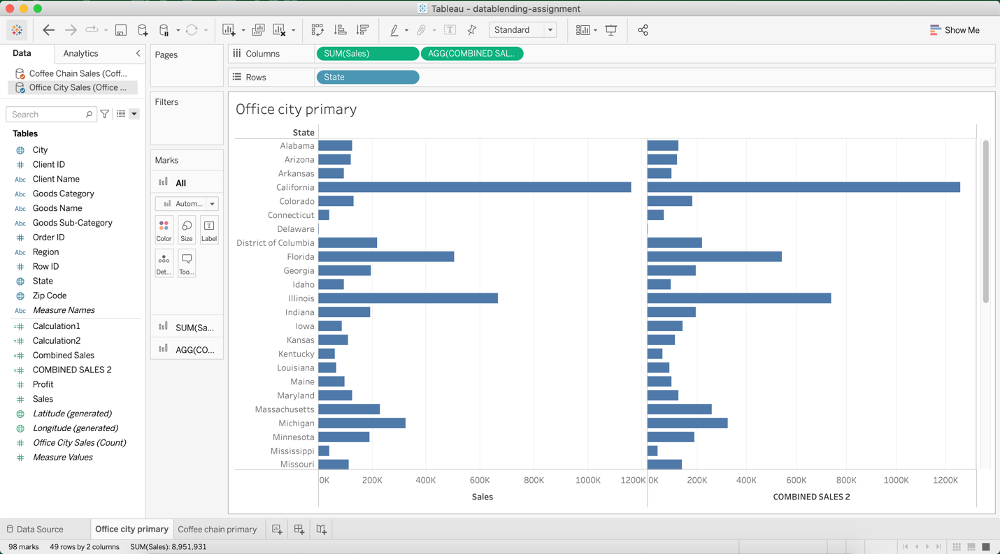 Tableau - datablending-assignment
Standard
Show Me
Data
Analytics
Coffee Chain Sales (Coff...
Office City Sales (Office ...
Search
Tables
City
Client ID
Abc Client Name
Abc Goods Category
Abc Goods Name
Abc Goods Sub-Category
Order ID
Abc Region
Row ID
State
Zip Code
Abc Measure Names
Calculation1
Calculation2
Combined Sales
COMBINED SALES 2
Profit
Sales
Latitude (generated)
Longitude (generated)
Office City Sales (Count)
Measure Values
Pages
Filters
Marks
All
Autom...
Color Size Label
Det... Too...
SUM(Sa...
AGG(CO...
Columns SUM(Sales) AGG(COMBINED SAL..
Rows State
Office city primary
State
Alabama
Arizona
Arkansas
California
Colorado
Connecticut
Delaware
District of Columbia
Florida
Georgia
Idaho
Illinois
Indiana
Iowa
Kansas
Kentucky
Louisiana
Maine
Maryland
Massachusetts
Michigan
Minnesota
Mississippi
Missouri
0K 200K 400K 600K 800K 1000K 1200K 0K 200K 400K 600K 800K 1000K 1200K
Sales COMBINED SALES 2
Data Source Office city primary Coffee chain primary
98 marks 49 rows by 2 columns SUM(Sales): 8,951,931